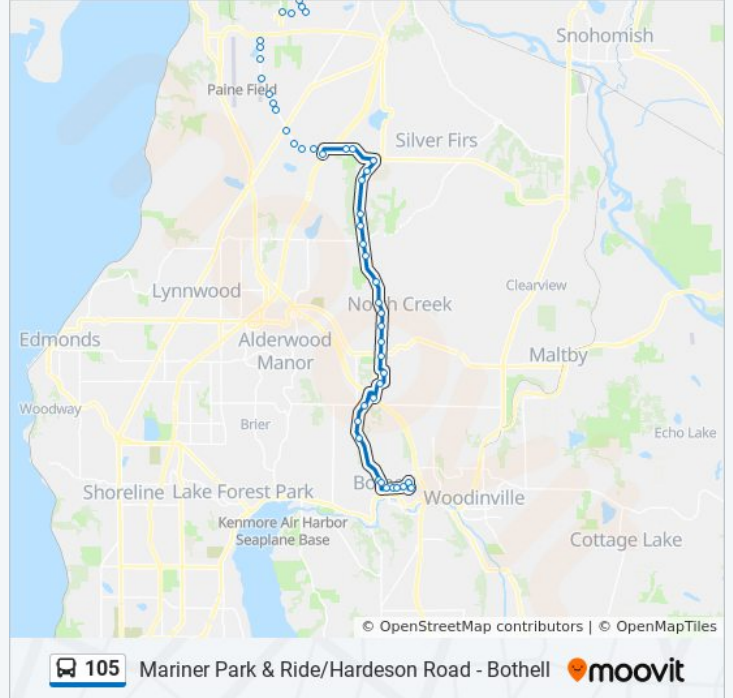 Snohomish
Paine Field
Silver Firs
Clearview
Lynnwood
North Creek
Edmonds
Alderwood
Manor
Maltby
Woodway
Brier
Echo Lake
Shoreline
Lake Forest Park
Bo
Woodinville
Kenmore Air Harbor
Seaplane Base
Cottage Lake
© OpenStreetMap contributors | © OpenMapTiles
105 Mariner Park & Ride/Hardeson Road - Bothell moovit